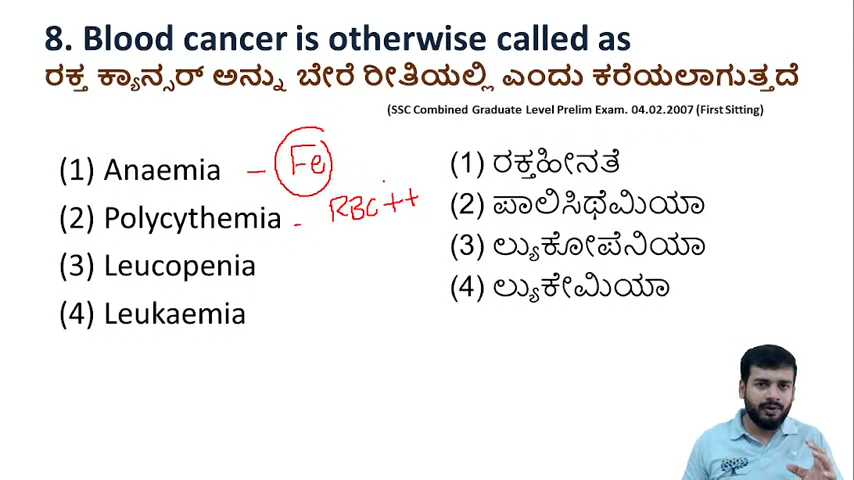 8. Blood cancer is otherwise called as
ರಕ್ತ ಕ್ಯಾನ್ಸರ್ ಅನ್ನು ಬೇರೆ ರೀತಿಯಲ್ಲಿ ಎಂದು ಕರೆಯಲಾಗುತ್ತದೆ
(SSC Combined Graduate Level Prelim Exam. 04.02.2007 (First Sitting)
(1) Anaemia – Fe
(2) Polycythemia - RBC ++
(3) Leucopenia
(4) Leukaemia
(1) ರಕ್ತಹೀನತೆ
(2) ಪಾಲಿಸಿಥೆಮಿಯಾ
(3) ಲ್ಯುಕೋಪೆನಿಯಾ
(4) ಲ್ಯುಕೇಮಿಯಾ